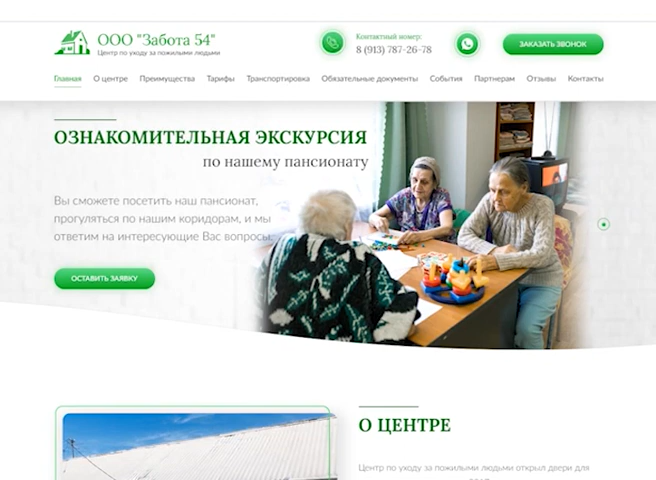 ООО "Забота 54"
Центр по уходу за пожилыми людьми
Контактный номер:
8 (913) 787-26-78
ЗАКАЗАТЬ ЗВОНОК
Главная О центре Преимущества Тарифы Транспортировка Обязательные документы События Партнерам Отзывы Контакты
ОЗНАКОМИТЕЛЬНАЯ ЭКСКУРСИЯ
по нашему пансионату
Вы сможете посетить наш пансионат,
прогуляться по нашим коридорам, и мы
ответим на интересующие Вас вопросы.
ОСТАВИТЬ ЗАЯВКУ
О ЦЕНТРЕ
Центр по уходу за пожилыми людьми открыл двери для